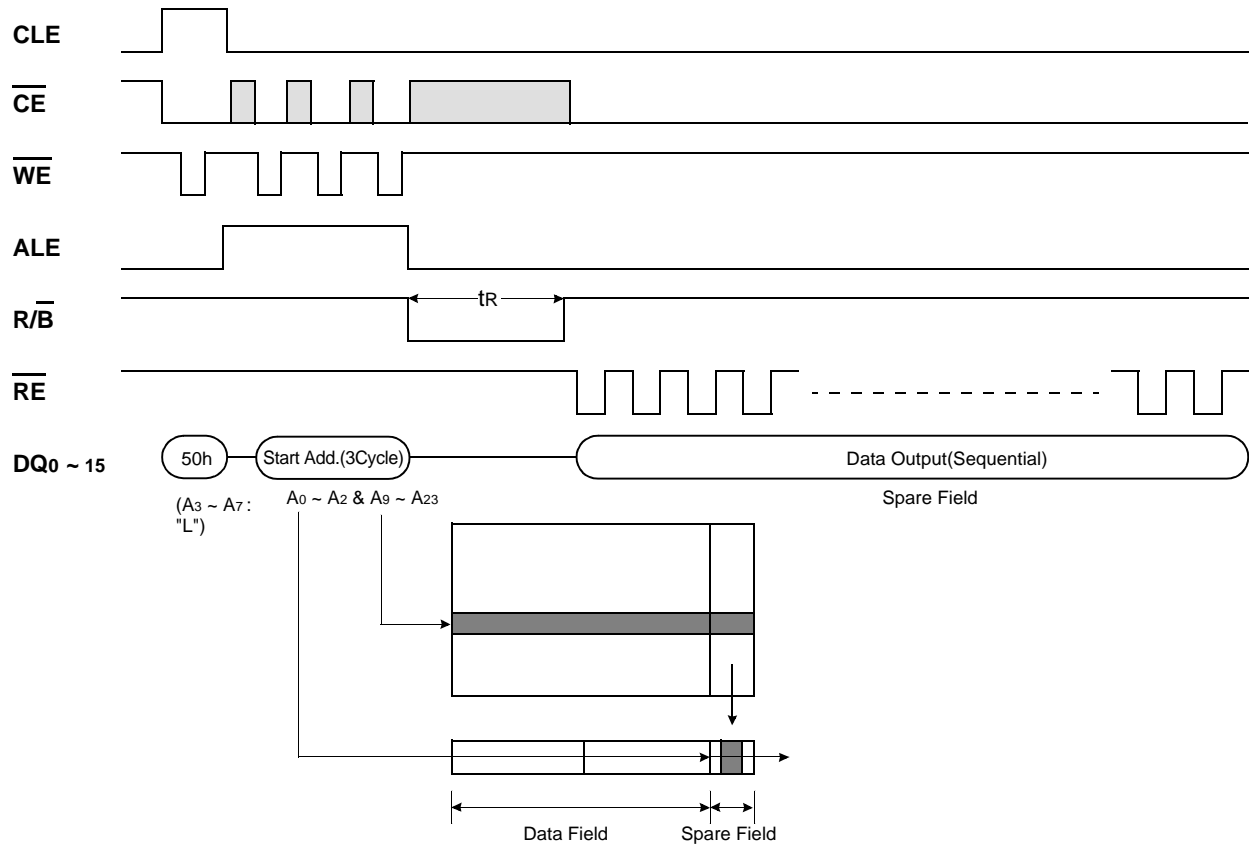 CLE
CE
WE
ALE
R/B
tR
RE
DQ0 ~ 15
50h
Start Add.(3Cycle)
Data Output(Sequential)
(A3 ~ A7 :
"L")
A0 ~ A2 & A9 ~ A23
Spare Field
Data Field
Spare Field